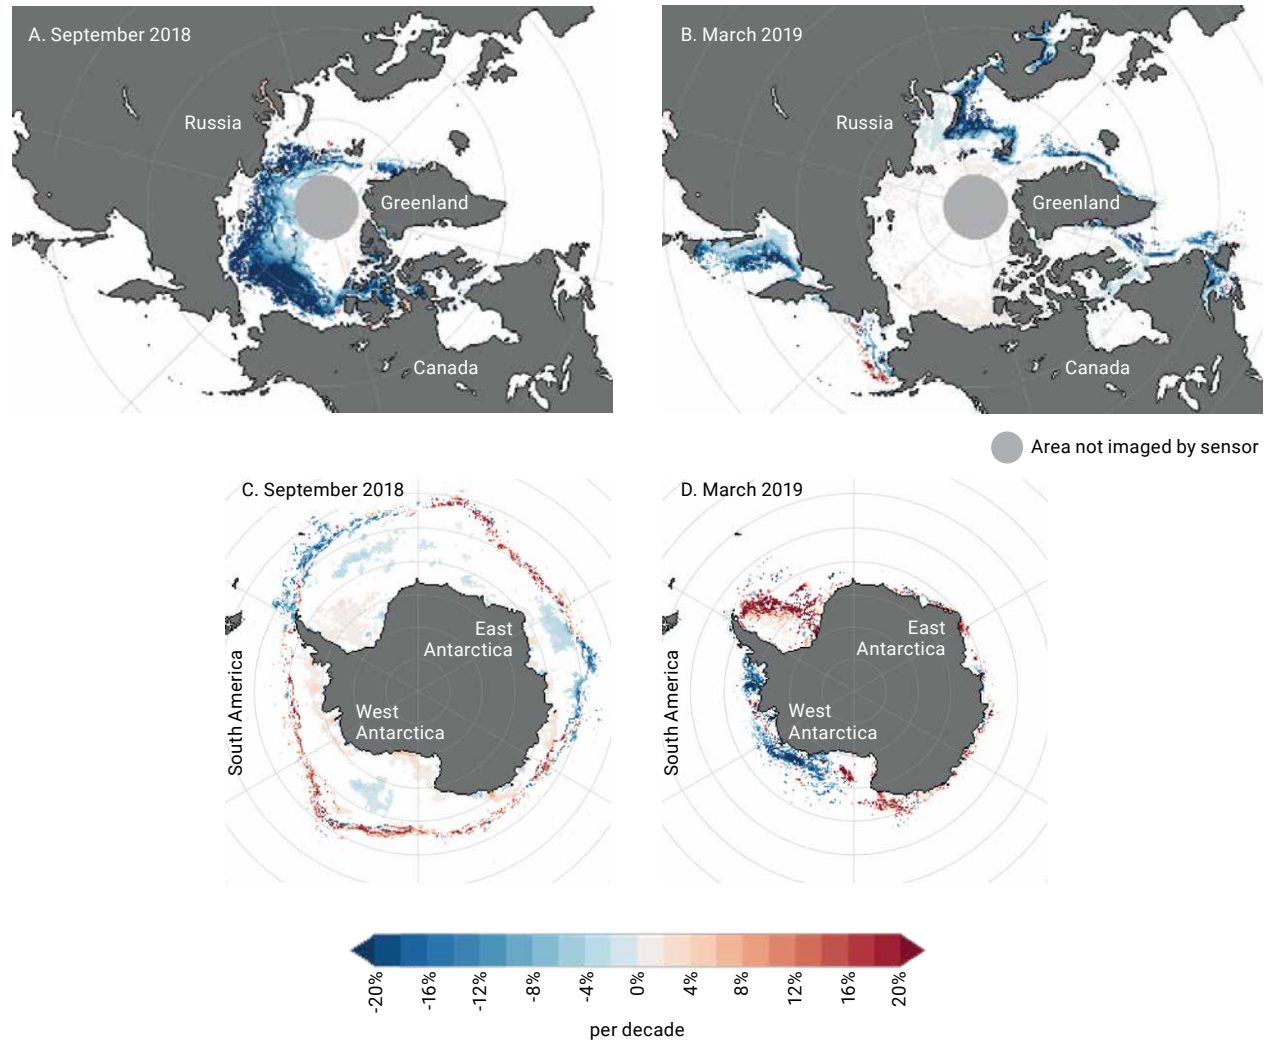 A. September 2018
Russia
Greenland
Canada
B. March 2019
Russia
Greenland
Canada
Area not imaged by sensor
C. September 2018
South America
East
Antarctica
West
Antarctica
D. March 2019
South America
East
Antarctica
West
Antarctica
-20%
-16%
-12%
-8%
-4%
0%
4%
8%
12%
16%
20%
per decade